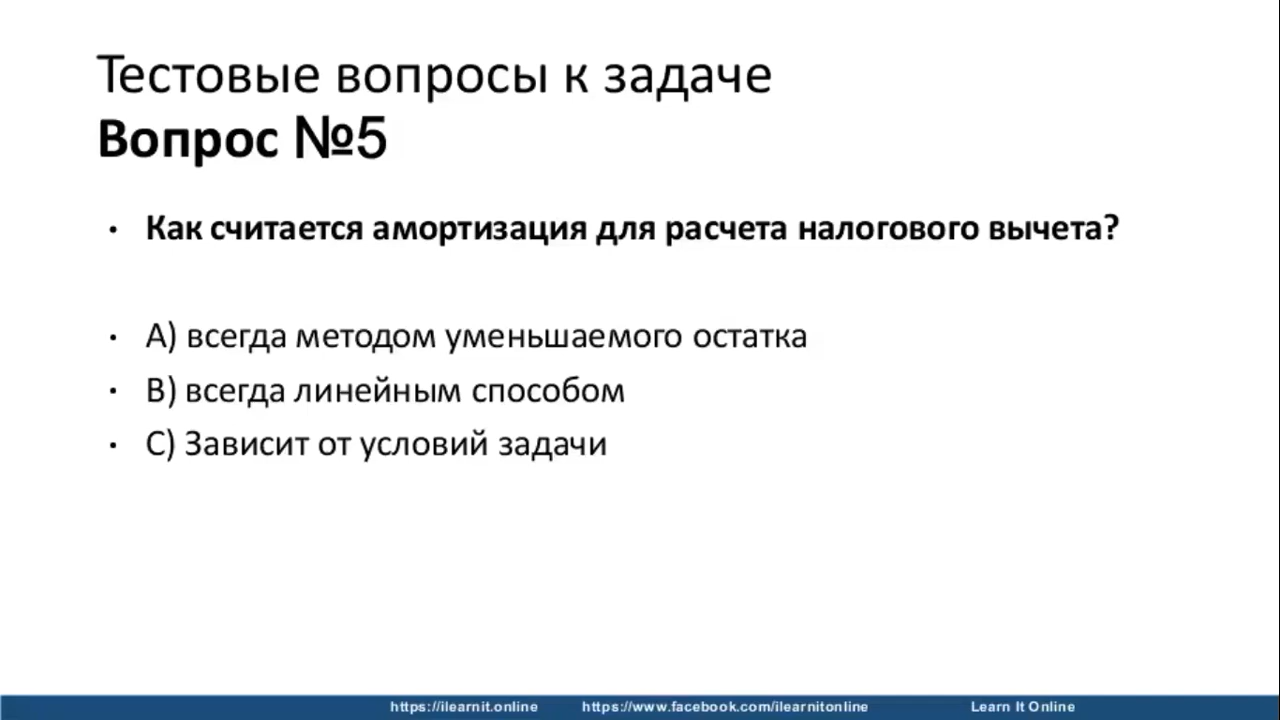 Тестовые вопросы к задаче
Вопрос №5
• Как считается амортизация для расчета налогового вычета?
• А) всегда методом уменьшаемого остатка
• В) всегда линейным способом
• С) Зависит от условий задачи
https://ilearnit.online https://www.facebook.com/ilearnitonline Learn It Online